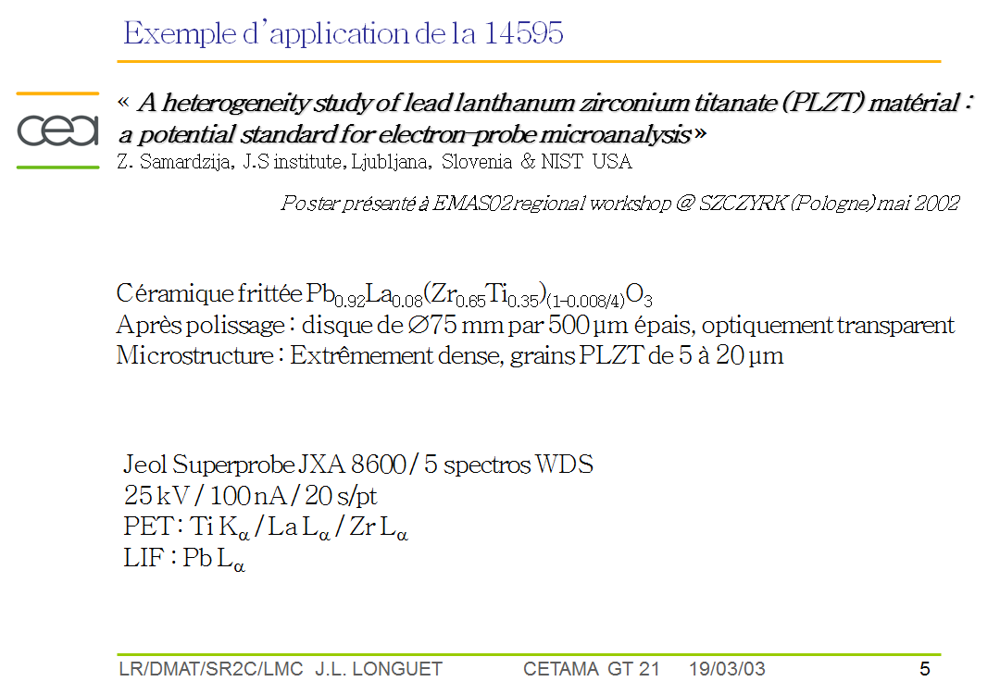 Exemple d'application de la 14595
cea
« A heterogeneity study of lead lanthanum zirconium titanate (PLZT) matérial :
a potential standard for electron-probe microanalysis »
Z. Samardzija, J.S institute, Ljubljana, Slovenia & NIST USA
Poster présenté à EMAS02 regional workshop @ SZCZYRK (Pologne) mai 2002
Céramique frittée Pb0.92La0.08(Zr0.65Ti0.35)(1-0.008/4)O3
Après polissage : disque de ∅75 mm par 500 µm épais, optiquement transparent
Microstructure : Extrêmement dense, grains PLZT de 5 à 20 µm
Jeol Superprobe JXA 8600 / 5 spectros WDS
25 kV / 100 nA / 20 s/pt
PET : Ti Kα / La Lα / Zr Lα
LIF : Pb Lα
LR/DMAT/SR2C/LMC J.L. LONGUET CETAMA GT 21 19/03/03 5